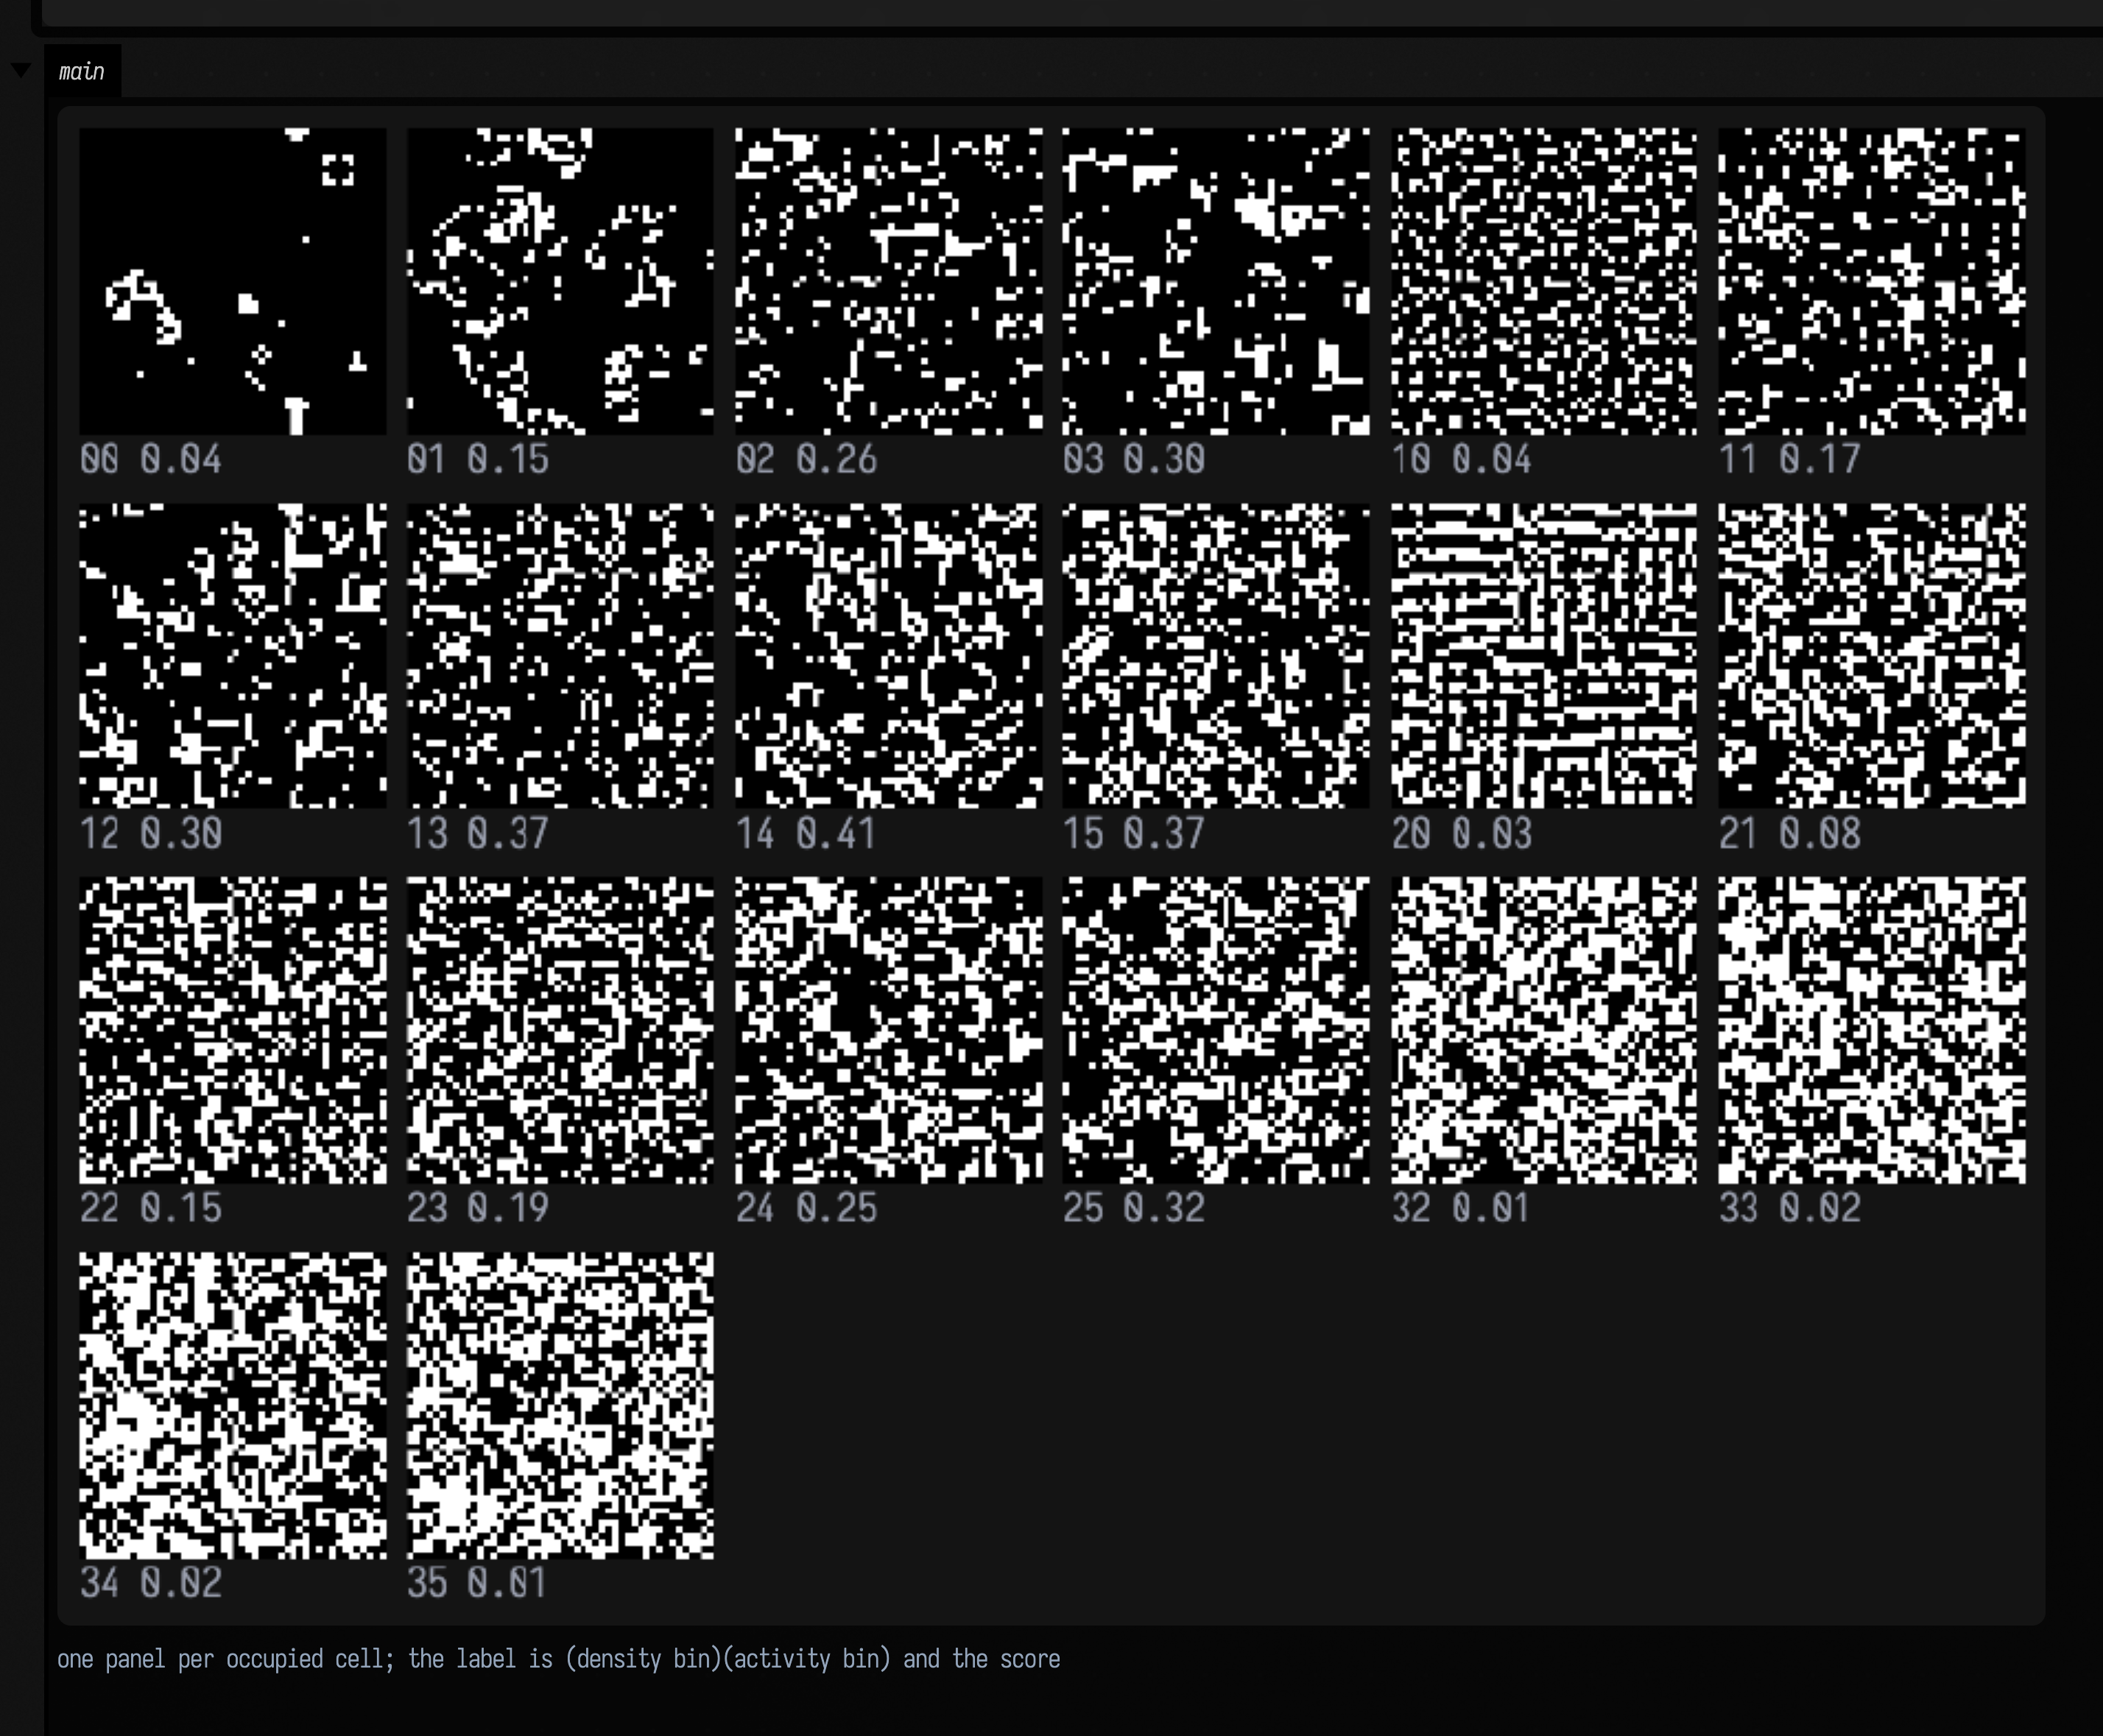 main
00 0.04 01 0.15 02 0.26 03 0.30 10 0.04 11 0.17
12 0.30 13 0.37 14 0.41 15 0.37 20 0.03 21 0.08
22 0.15 23 0.19 24 0.25 25 0.32 32 0.01 33 0.02
34 0.02 35 0.01
one panel per occupied cell; the label is (density bin)(activity bin) and the score